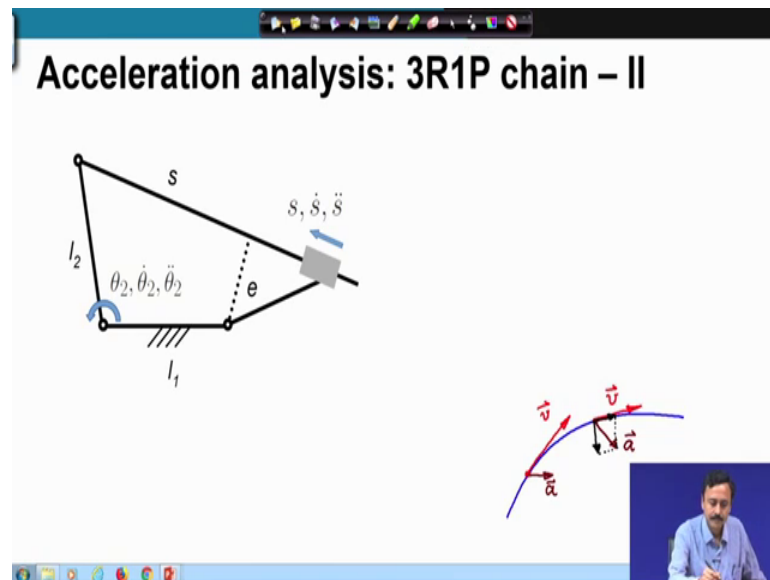 Acceleration analysis: 3R1P chain – II
s
s, ṡ, s̈
l₂
θ₂, θ̇₂, θ̈₂
e
l₁
v⃗
v⃗
a⃗
a⃗